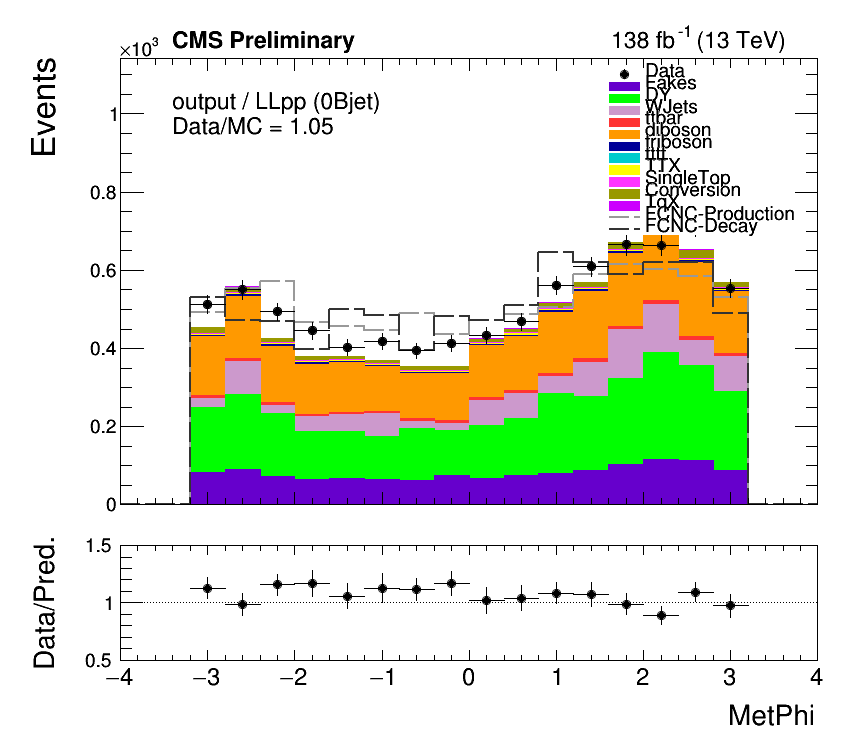 ×10³ CMS Preliminary 138 fb⁻¹ (13 TeV)
Events
output / LLpp (0Bjet)
Data/MC = 1.05
Data
Fakes
DY
WJets
ttbar
diboson
triboson
tttt
TTX
SingleTop
Conversion
TqX
FCNC-Production
FCNC-Decay
1
0.8
0.6
0.4
0.2
0
Data/Pred.
1.5
1
0.5
−4 −3 −2 −1 0 1 2 3 4
MetPhi